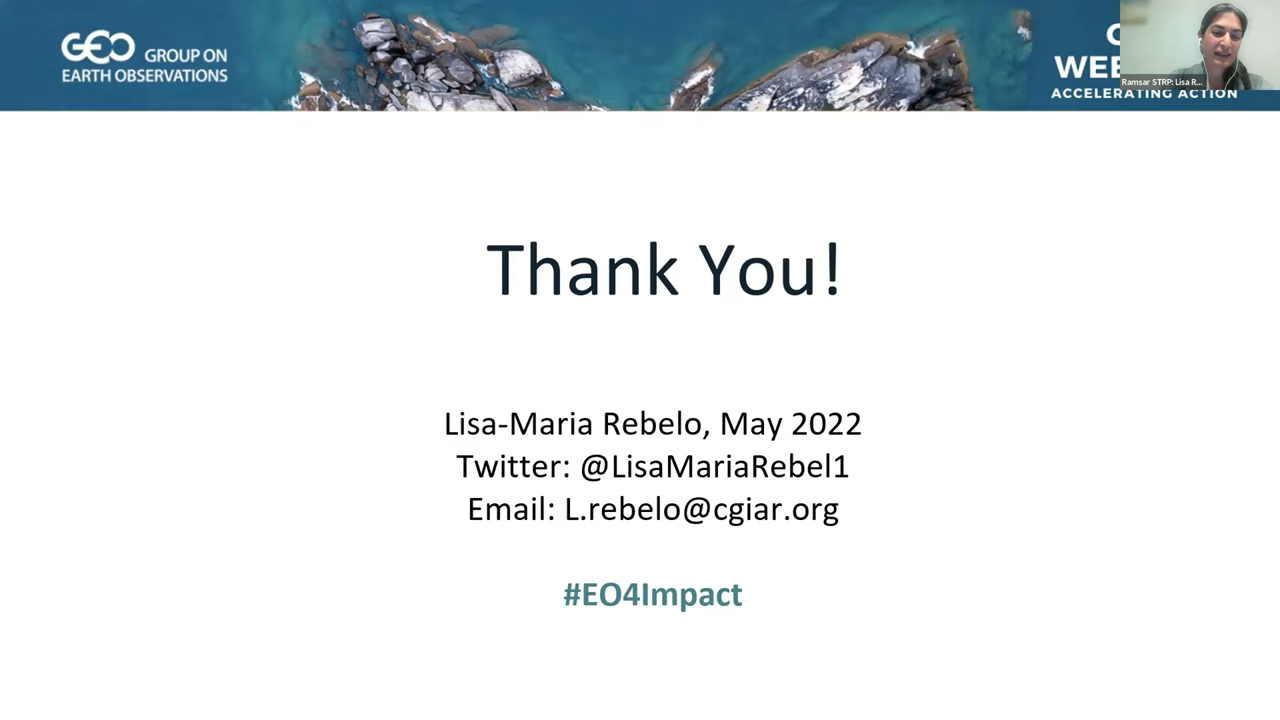 GEO GROUP ON
EARTH OBSERVATIONS
ACCELERATING ACTION
Ramsar STRP: Lisa R...
Thank You!
Lisa-Maria Rebelo, May 2022
Twitter: @LisaMariaRebel1
Email: L.rebelo@cgiar.org
#EO4Impact